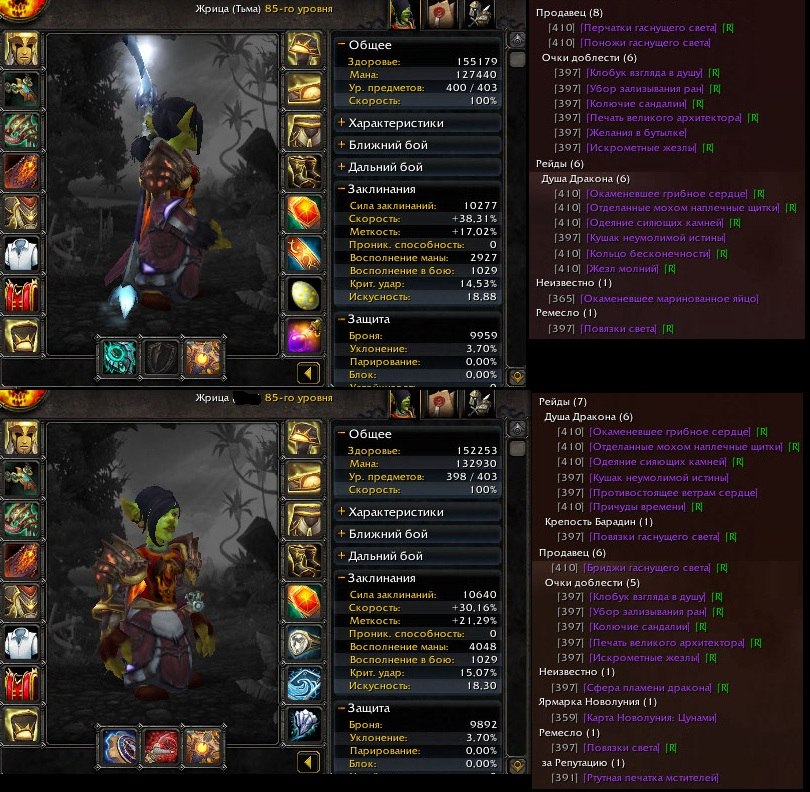 Жрица (Тьма) 85-го уровня
Общее
Здоровье: 155179
Мана: 127440
Ур. предметов: 400 / 403
Скорость: 100%
Характеристики
Ближний бой
Дальний бой
Заклинания
Сила заклинаний: 10277
Скорость: +38,31%
Меткость: +17,02%
Проник. способность: 0
Восполнение маны: 2927
Восполнение в бою: 1029
Крит. удар: 14,53%
Искусность: 18,88
Защита
Броня: 9959
Уклонение: 3,70%
Парирование: 0,00%
Блок: 0,00%
Продавец (8)
[410] [Перчатки гаснущего света] [R]
[410] [Поножи гаснущего света]
Очки доблести (6)
[397] [Клобук взгляда в душу] [R]
[397] [Убор зализывания ран] [R]
[397] [Колючие сандалии] [R]
[397] [Печать великого архитектора] [R]
[397] [Желания в бутылке]
[397] [Искрометные жезлы] [R]
Рейды (6)
Душа Дракона (6)
[410] [Окаменевшее грибное сердце] [R]
[410] [Отделанные мохом наплечные щитки] [R]
[410] [Одеяние сияющих камней] [R]
[397] [Кушак неумолимой истины]
[410] [Кольцо бесконечности] [R]
[410] [Жезл молний] [R]
Неизвестно (1)
[365] [Окаменевшее маринованное яйцо]
Ремесло (1)
[397] [Повязки света] [R]
Жрица ( 85-го уровня
Общее
Здоровье: 152253
Мана: 132930
Ур. предметов: 398 / 403
Скорость: 100%
Характеристики
Ближний бой
Дальний бой
Заклинания
Сила заклинаний: 10640
Скорость: +30,16%
Меткость: +21,29%
Проник. способность: 0
Восполнение маны: 4048
Восполнение в бою: 1029
Крит. удар: 15,07%
Искусность: 18,30
Защита
Броня: 9892
Уклонение: 3,70%
Парирование: 0,00%
Блок: 0,00%
Рейды (7)
Душа Дракона (6)
[410] [Окаменевшее грибное сердце] [R]
[410] [Отделанные мохом наплечные щитки] [R]
[410] [Одеяние сияющих камней] [R]
[397] [Кушак неумолимой истины]
[397] [Противостоящее ветрам сердце]
[410] [Причуды времени] [R]
Крепость Барадин (1)
[397] [Повязки гаснущего света] [R]
Продавец (6)
[410] [Бриджи гаснущего света] [R]
Очки доблести (5)
[397] [Клобук взгляда в душу] [R]
[397] [Убор зализывания ран] [R]
[397] [Колючие сандалии] [R]
[397] [Печать великого архитектора] [R]
[397] [Искрометные жезлы] [R]
Неизвестно (1)
[397] [Сфера пламени дракона] [R]
Ярмарка Новолуния (1)
[359] [Карта Новолуния: Цунами]
Ремесло (1)
[397] [Повязки света] [R]
за Репутацию (1)
[391] [Ртутная печатка мстителей]